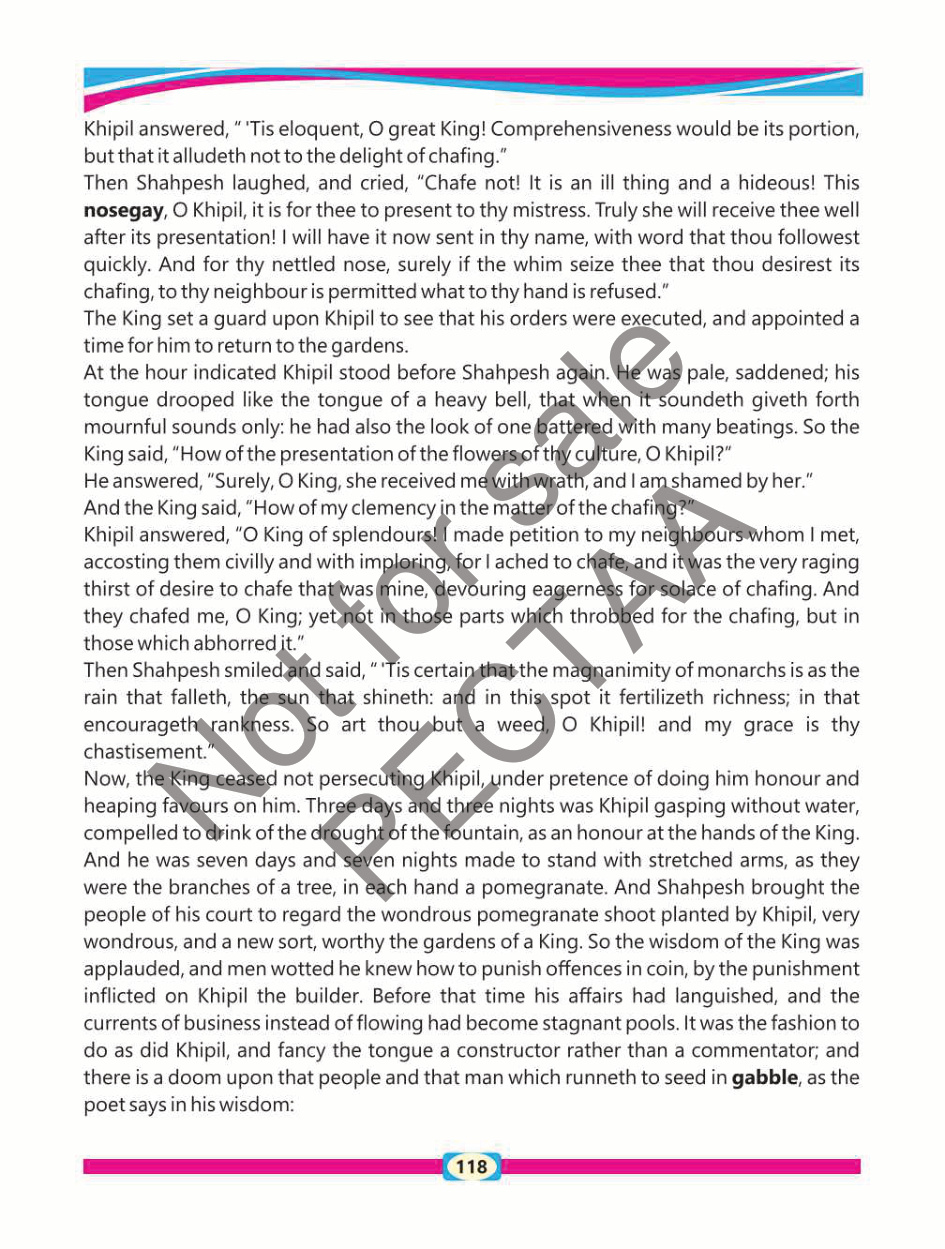 Khipil answered, “ 'Tis eloquent, O great King! Comprehensiveness would be its portion,
but that it alludeth not to the delight of chafing.”
Then Shahpesh laughed, and cried, “Chafe not! It is an ill thing and a hideous! This
nosegay, O Khipil, it is for thee to present to thy mistress. Truly she will receive thee well
after its presentation! I will have it now sent in thy name, with word that thou followest
quickly. And for thy nettled nose, surely if the whim seize thee that thou desirest its
chafing, to thy neighbour is permitted what to thy hand is refused.”
The King set a guard upon Khipil to see that his orders were executed, and appointed a
time for him to return to the gardens.
At the hour indicated Khipil stood before Shahpesh again. He was pale, saddened; his
tongue drooped like the tongue of a heavy bell, that when it soundeth giveth forth
mournful sounds only: he had also the look of one battered with many beatings. So the
King said, “How of the presentation of the flowers of thy culture, O Khipil?”
He answered, “Surely, O King, she received me with wrath, and I am shamed by her.”
And the King said, “How of my clemency in the matter of the chafing?”
Khipil answered, “O King of splendours! I made petition to my neighbours whom I met,
accosting them civilly and with imploring, for I ached to chafe, and it was the very raging
thirst of desire to chafe that was mine, devouring eagerness for solace of chafing. And
they chafed me, O King; yet not in those parts which throbbed for the chafing, but in
those which abhorred it.”
Then Shahpesh smiled and said, “ 'Tis certain that the magnanimity of monarchs is as the
rain that falleth, the sun that shineth: and in this spot it fertilizeth richness; in that
encourageth rankness. So art thou but a weed, O Khipil! and my grace is thy
chastisement.”
Now, the King ceased not persecuting Khipil, under pretence of doing him honour and
heaping favours on him. Three days and three nights was Khipil gasping without water,
compelled to drink of the drought of the fountain, as an honour at the hands of the King.
And he was seven days and seven nights made to stand with stretched arms, as they
were the branches of a tree, in each hand a pomegranate. And Shahpesh brought the
people of his court to regard the wondrous pomegranate shoot planted by Khipil, very
wondrous, and a new sort, worthy the gardens of a King. So the wisdom of the King was
applauded, and men wotted he knew how to punish offences in coin, by the punishment
inflicted on Khipil the builder. Before that time his affairs had languished, and the
currents of business instead of flowing had become stagnant pools. It was the fashion to
do as did Khipil, and fancy the tongue a constructor rather than a commentator; and
there is a doom upon that people and that man which runneth to seed in gabble, as the
poet says in his wisdom:
Not for sale
PECTAA
118